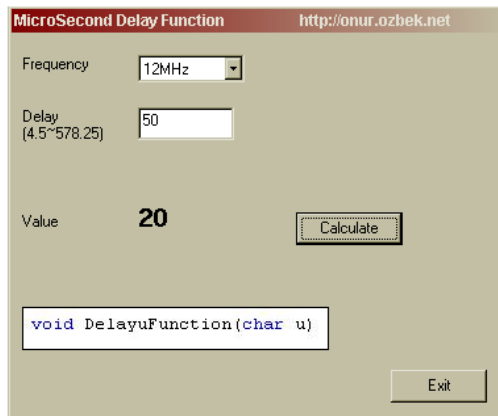 MicroSecond Delay Function http://onur.ozbek.net
Frequency 12MHz
Delay
(4.5~578.25) 50
Value 20 Calculate
void DelayuFunction(char u)
Exit